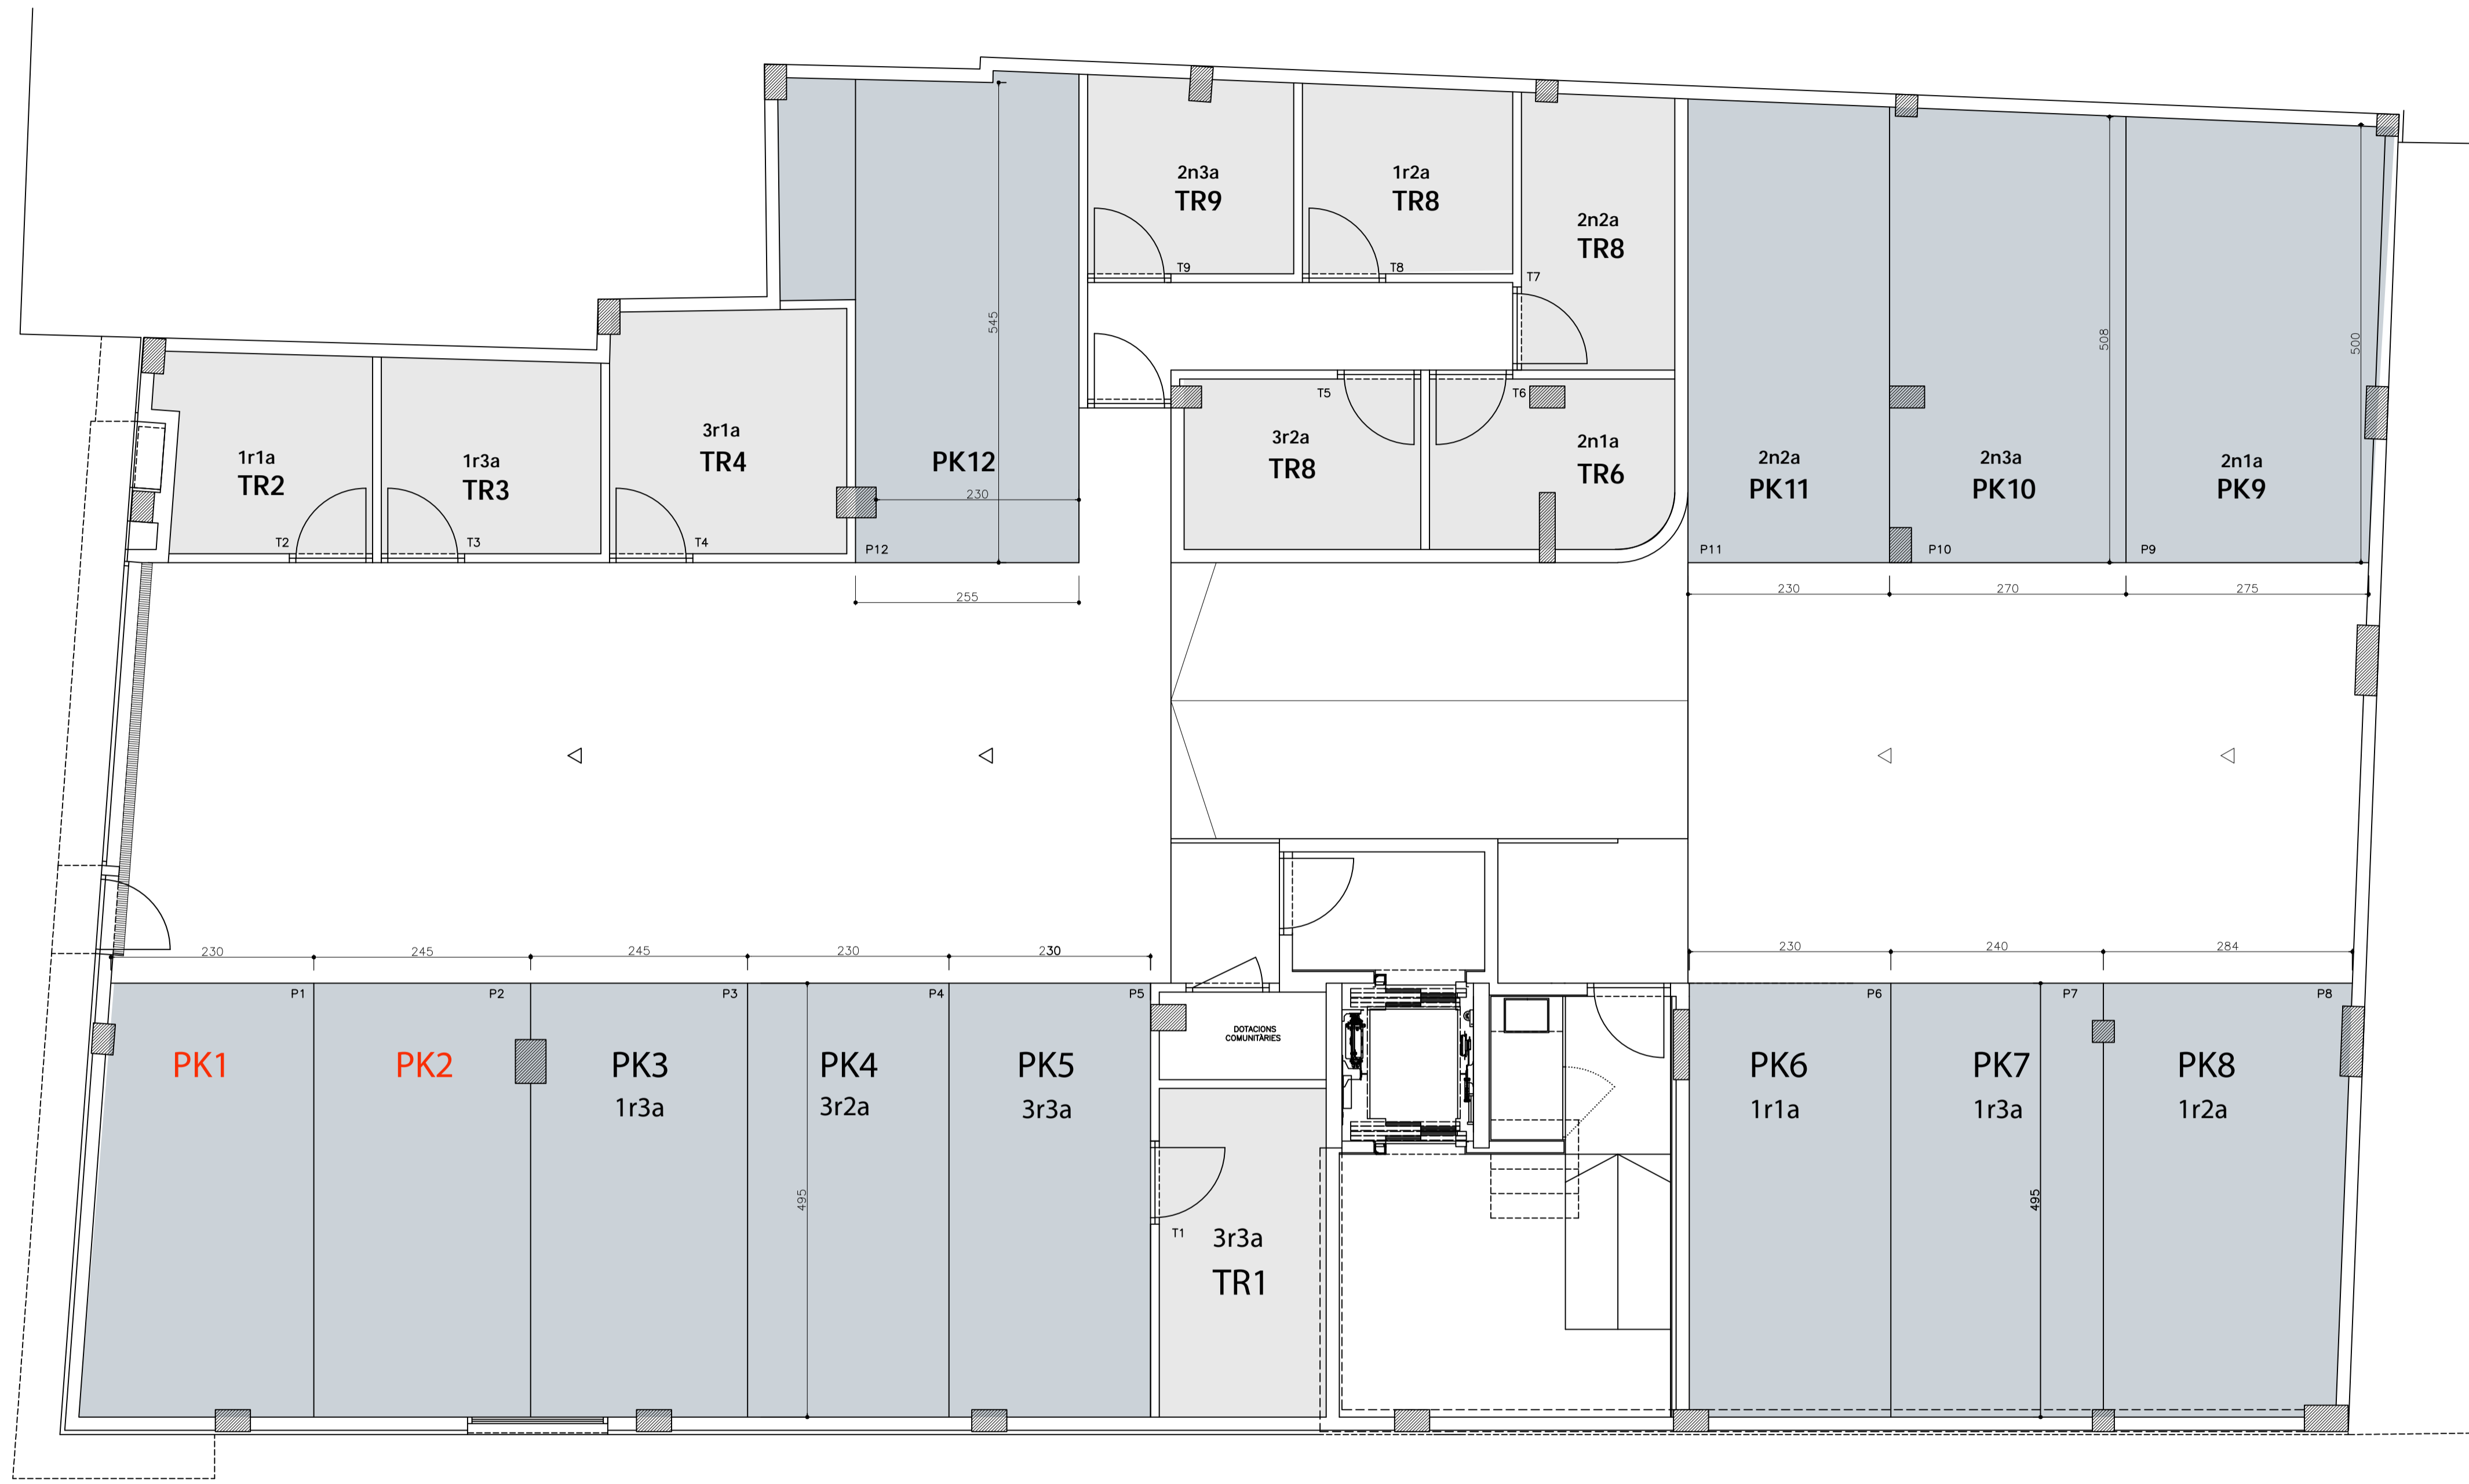 2n3a
TR9
1r2a
TR8
2n2a
TR8
T9
T8
T7
545
508
500
1r1a
TR2
1r3a
TR3
3r1a
TR4
PK12
230
3r2a
TR8
2n1a
TR6
T5
T6
2n2a
PK11
2n3a
PK10
2n1a
PK9
T2
T3
T4
P12
P11
P10
P9
255
230
270
275
230
245
245
230
230
230
240
284
P1
P2
P3
P4
P5
P6
P7
P8
DOTACIONS
COMUNITÀRIES
PK1
PK2
PK3
1r3a
PK4
3r2a
PK5
3r3a
PK6
1r1a
PK7
1r3a
PK8
1r2a
495
495
T1
3r3a
TR1